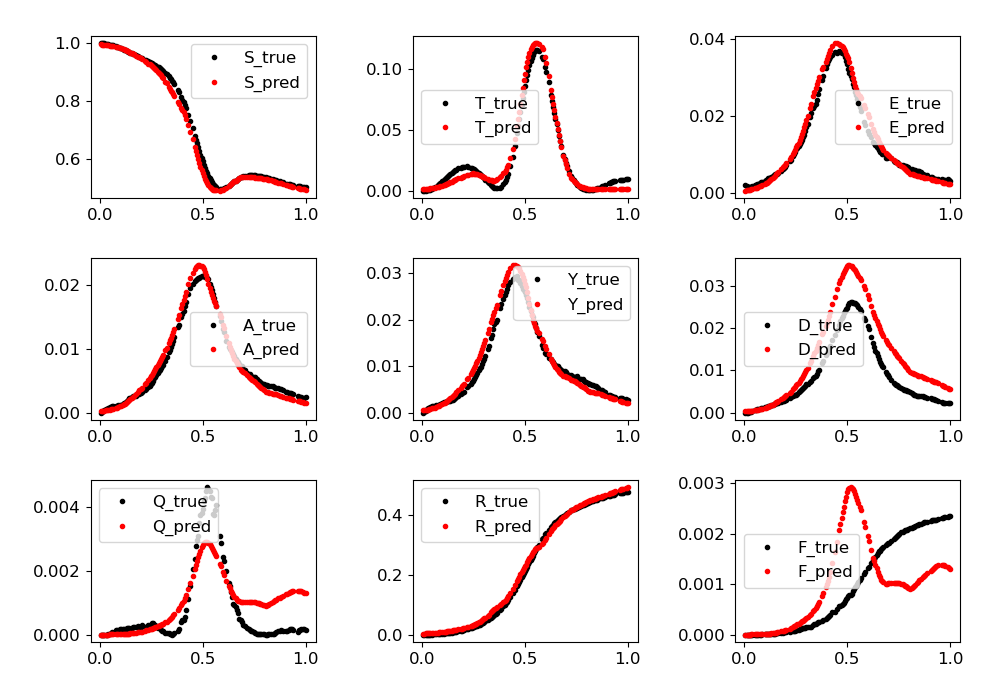 1.0
0.8
0.6
0.0 0.5 1.0
S_true
S_pred
0.10
0.05
0.00
0.0 0.5 1.0
T_true
T_pred
0.04
0.02
0.00
0.0 0.5 1.0
E_true
E_pred
0.02
0.01
0.00
0.0 0.5 1.0
A_true
A_pred
0.03
0.02
0.01
0.00
0.0 0.5 1.0
Y_true
Y_pred
0.03
0.02
0.01
0.00
0.0 0.5 1.0
D_true
D_pred
0.004
0.002
0.000
0.0 0.5 1.0
Q_true
Q_pred
0.4
0.2
0.0
0.0 0.5 1.0
R_true
R_pred
0.003
0.002
0.001
0.000
0.0 0.5 1.0
F_true
F_pred